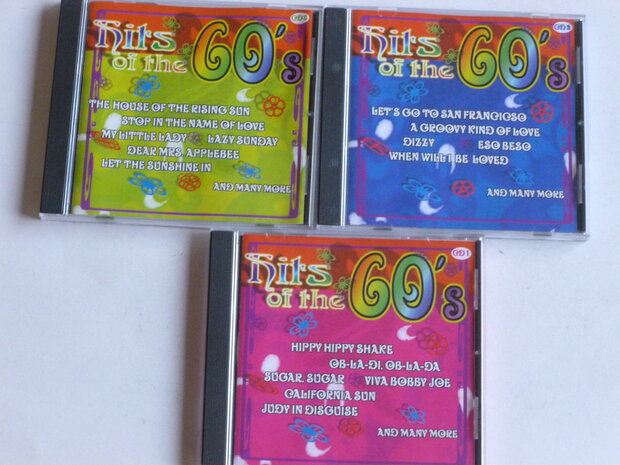 Hits CD3
of the 60's
THE HOUSE OF THE RISING SUN
STOP IN THE NAME OF LOVE
MY LITTLE LADY LAZY SUNDAY
DEAR MRS. APPLEBEE
LET THE SUNSHINE IN
AND MANY MORE
Hits CD2
of the 60's
LET'S GO TO SAN FRANCISCO
A GROOVY KIND OF LOVE
DIZZY ESO BESO
WHEN WILL I BE LOVED
AND MANY MORE
Hits CD1
of the 60's
HIPPY HIPPY SHAKE
OB-LA-DI, OB-LA-DA
SUGAR, SUGAR VIVA BOBBY JOE
CALIFORNIA SUN
JUDY IN DISGUISE
AND MANY MORE